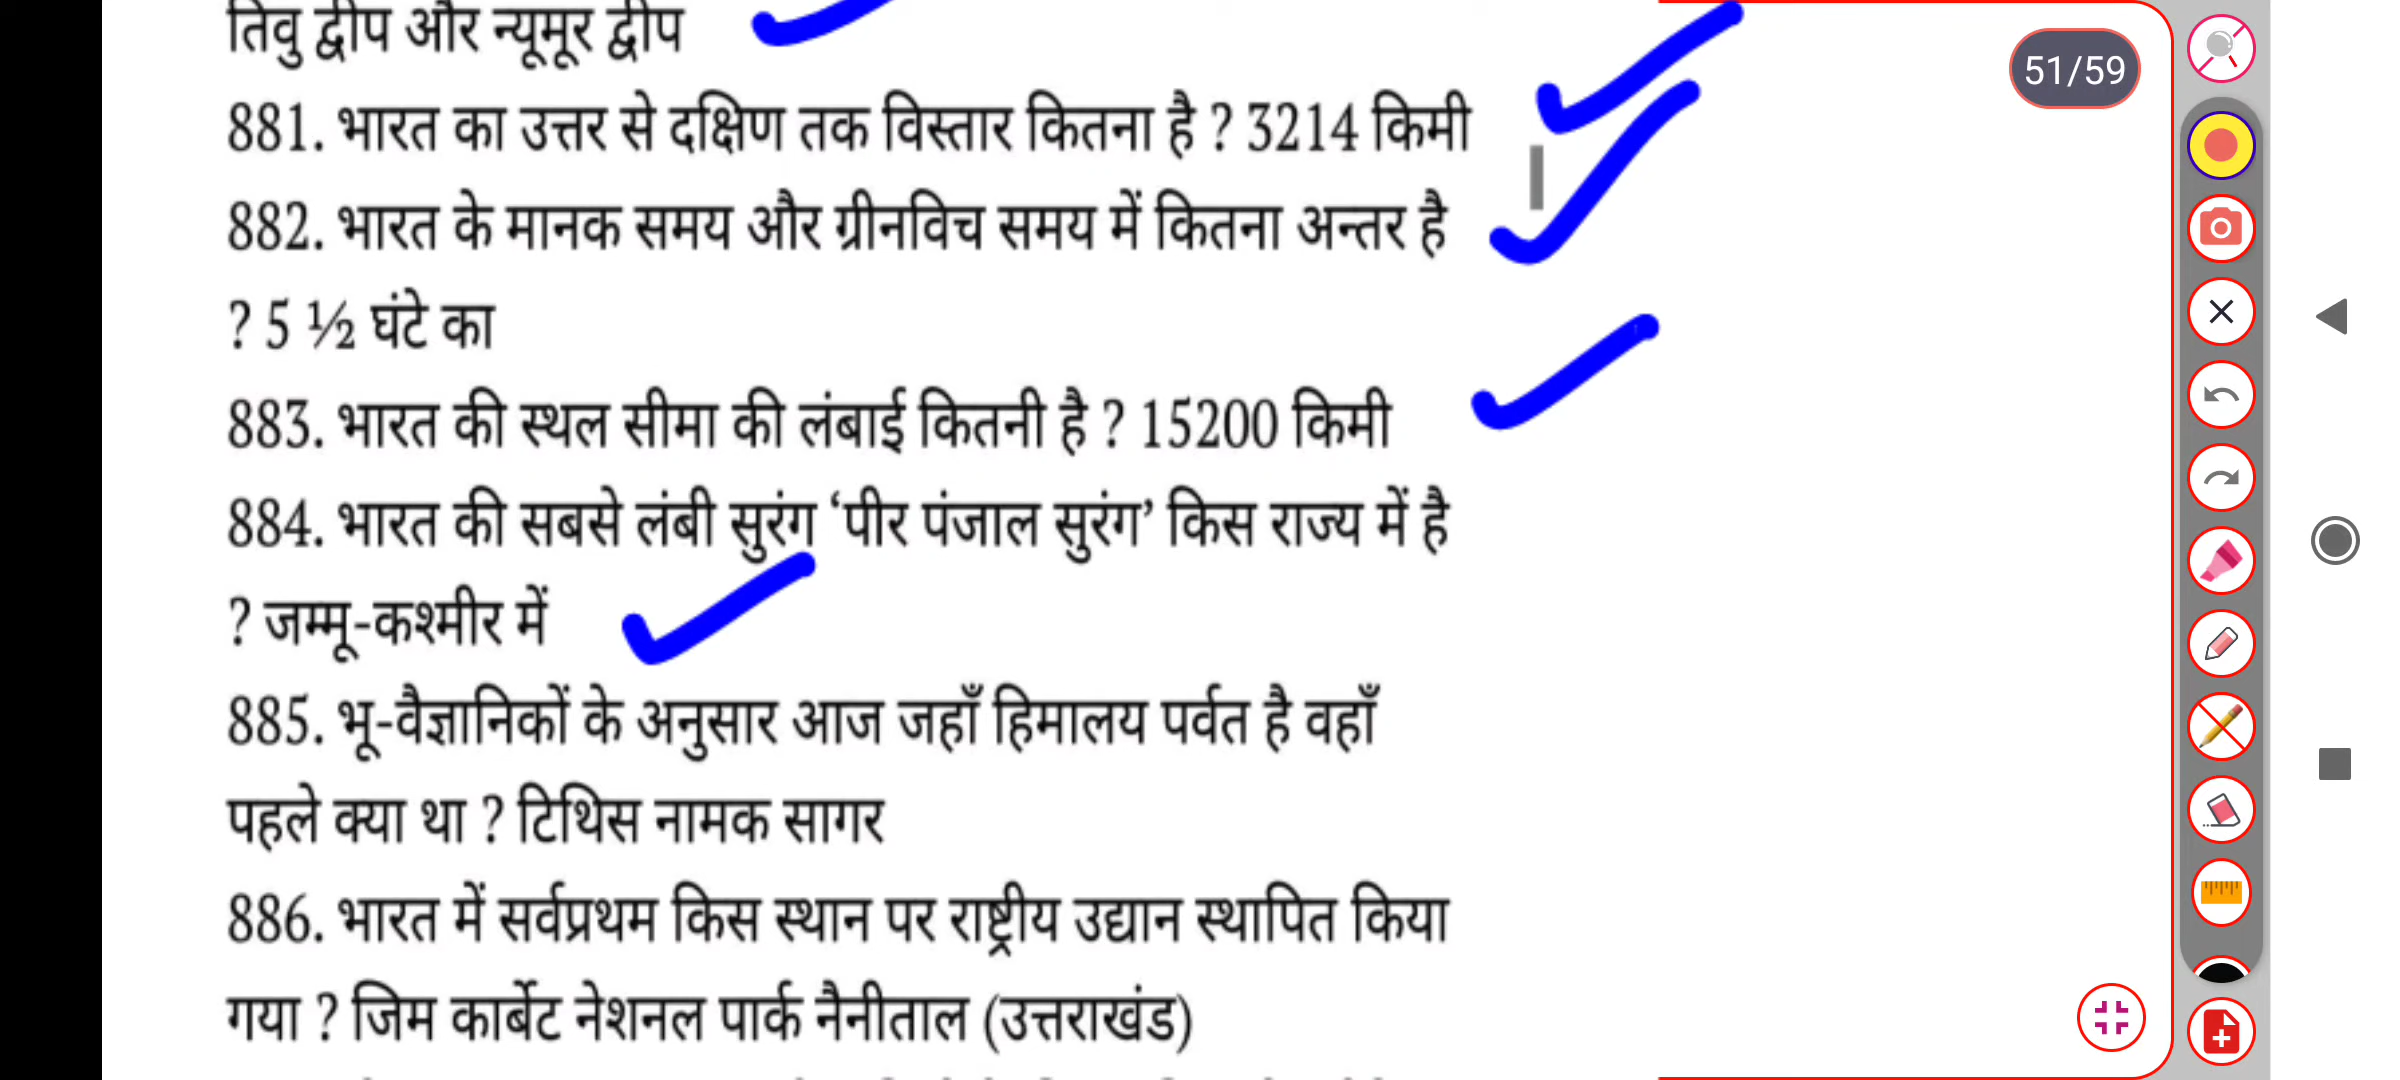 तिवु द्वीप और न्यूमूर द्वीप
881. भारत का उत्तर से दक्षिण तक विस्तार कितना है ? 3214 किमी
882. भारत के मानक समय और ग्रीनविच समय में कितना अन्तर है
? 5 ½ घंटे का
883. भारत की स्थल सीमा की लंबाई कितनी है ? 15200 किमी
884. भारत की सबसे लंबी सुरंग ‘पीर पंजाल सुरंग’ किस राज्य में है
? जम्मू-कश्मीर में
885. भू-वैज्ञानिकों के अनुसार आज जहाँ हिमालय पर्वत है वहाँ
पहले क्या था ? टिथिस नामक सागर
886. भारत में सर्वप्रथम किस स्थान पर राष्ट्रीय उद्यान स्थापित किया
गया ? जिम कार्बेट नेशनल पार्क नैनीताल (उत्तराखंड)
51/59